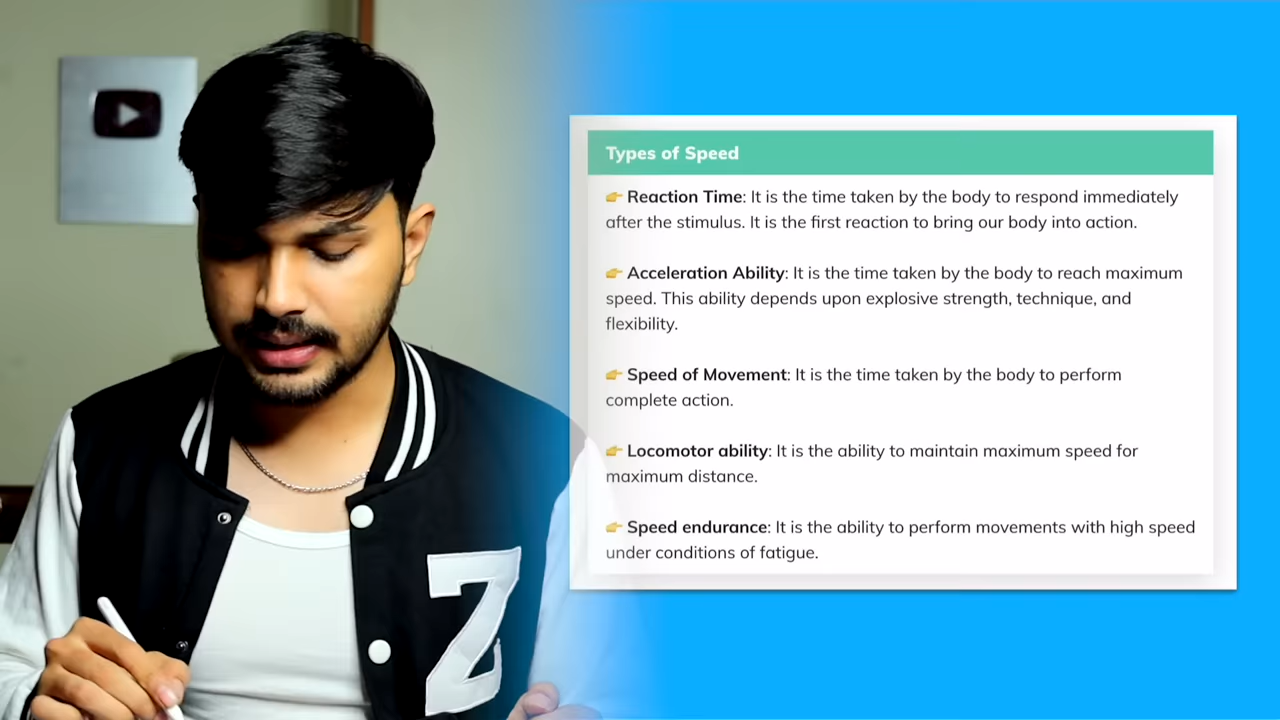 Z
Types of Speed
👉 Reaction Time: It is the time taken by the body to respond immediately
after the stimulus. It is the first reaction to bring our body into action.
👉 Acceleration Ability: It is the time taken by the body to reach maximum
speed. This ability depends upon explosive strength, technique, and
flexibility.
👉 Speed of Movement: It is the time taken by the body to perform
complete action.
👉 Locomotor ability: It is the ability to maintain maximum speed for
maximum distance.
👉 Speed endurance: It is the ability to perform movements with high speed
under conditions of fatigue.